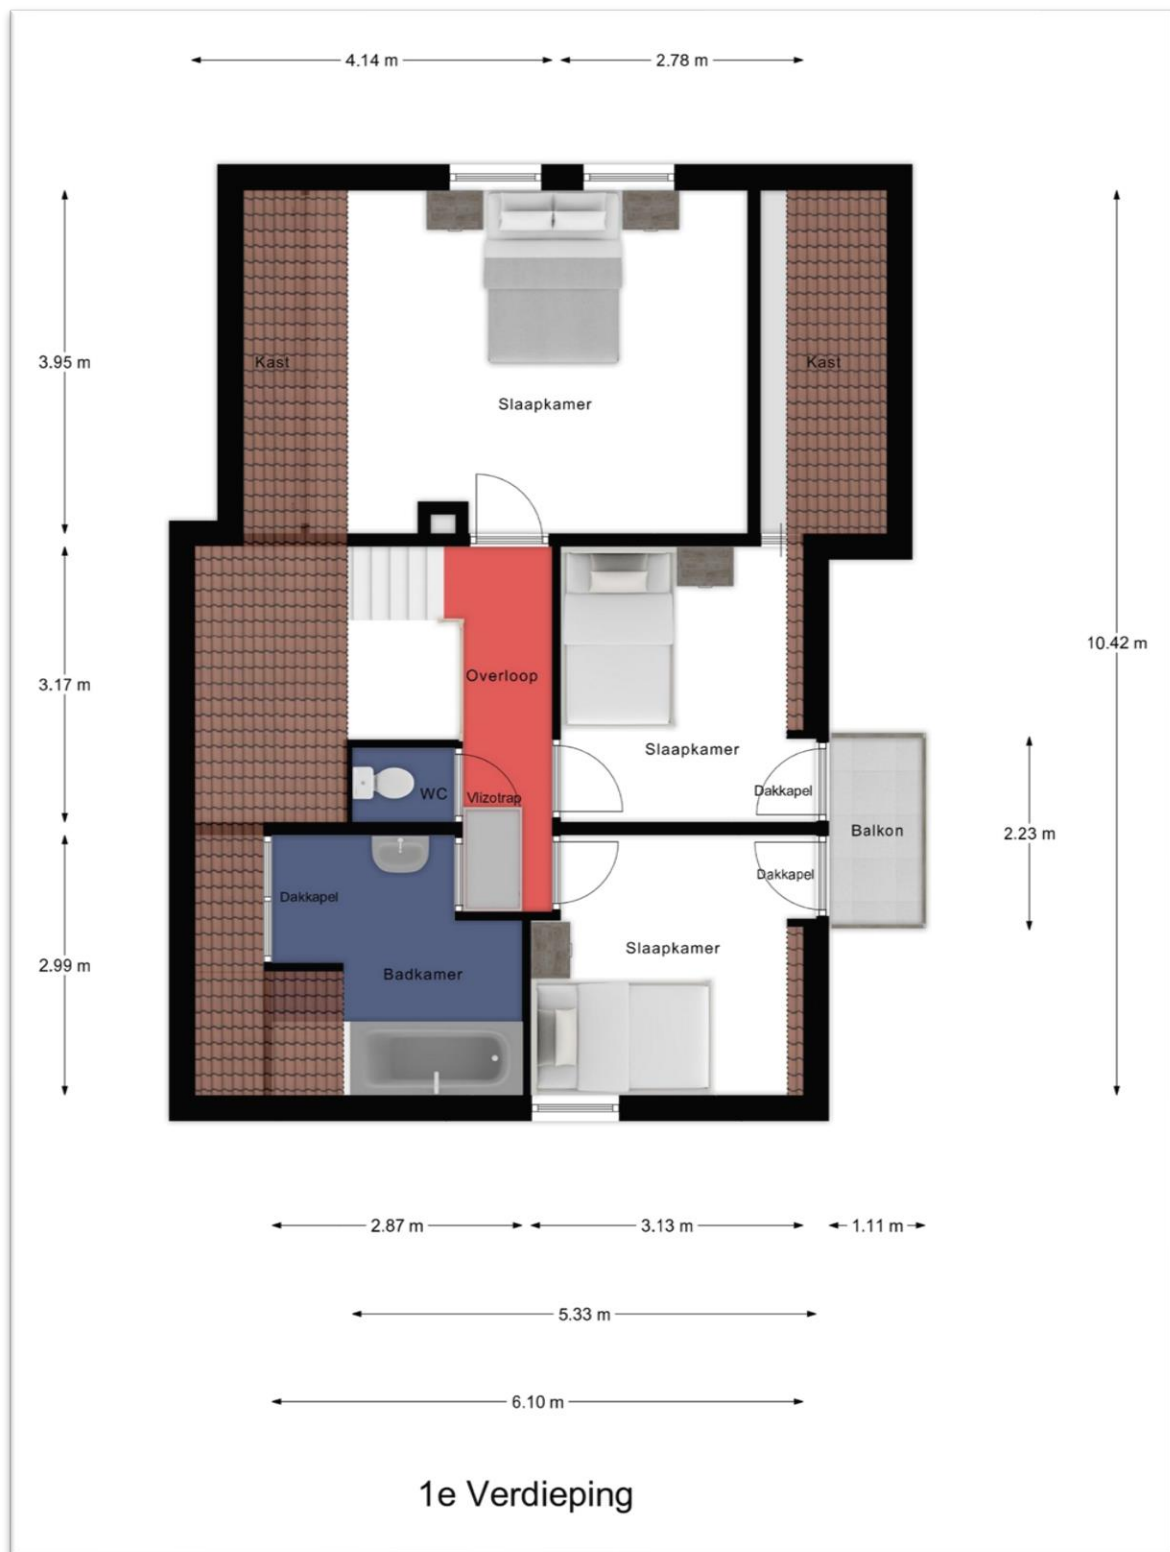 4.14 m
2.78 m
3.95 m
Kast
Kast
Slaapkamer
10.42 m
3.17 m
Overloop
Slaapkamer
WC
Vlizotrap
Dakkapel
Balkon
2.23 m
Dakkapel
Dakkapel
Slaapkamer
2.99 m
Badkamer
2.87 m
3.13 m
1.11 m
5.33 m
6.10 m
1e Verdieping